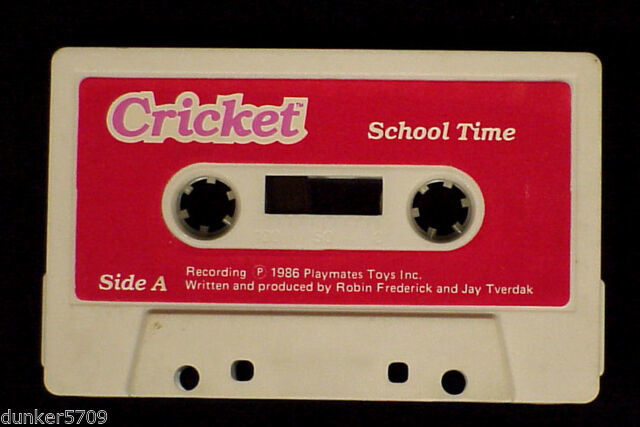 Cricket™
School Time
Side A
Recording ℗ 1986 Playmates Toys Inc.
Written and produced by Robin Frederick and Jay Tverdak
dunker5709